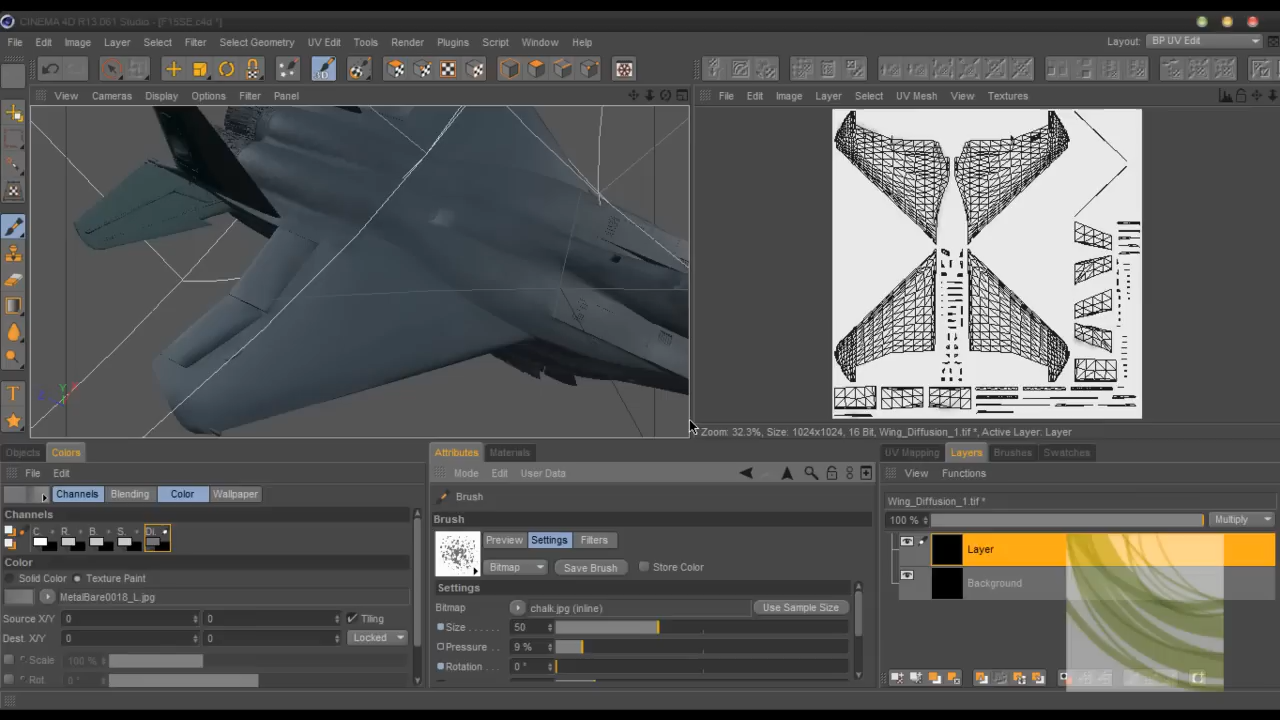 CINEMA 4D R13.061 Studio - [F15SE.c4d *]
File Edit Image Layer Select Filter Select Geometry UV Edit Tools Render Plugins Script Window Help Layout: BP UV Edit
3D
View Cameras Display Options Filter Panel File Edit Image Layer Select UV Mesh View Textures
Y
Zoom: 32.3%, Size: 1024x1024, 16 Bit, Wing_Diffusion_1.tif *, Active Layer: Layer
Objects Colors Attributes Materials UV Mapping Layers Brushes Swatches
File Edit Mode Edit User Data View Functions
Channels Blending Color Wallpaper Brush Wing_Diffusion_1.tif *
Channels Brush 100 % Multiply
C. R. B. S. Di. Preview Settings Filters Layer
Color Bitmap Save Brush Store Color
Solid Color Texture Paint Settings Background
MetalBare0018_L.jpg Bitmap chalk.jpg (inline) Use Sample Size
Source X/Y 0 0 Tiling Size 50
Dest. X/Y 0 0 Locked Pressure 9 %
Scale 100 % Rotation 0 °
Rot. 0 °